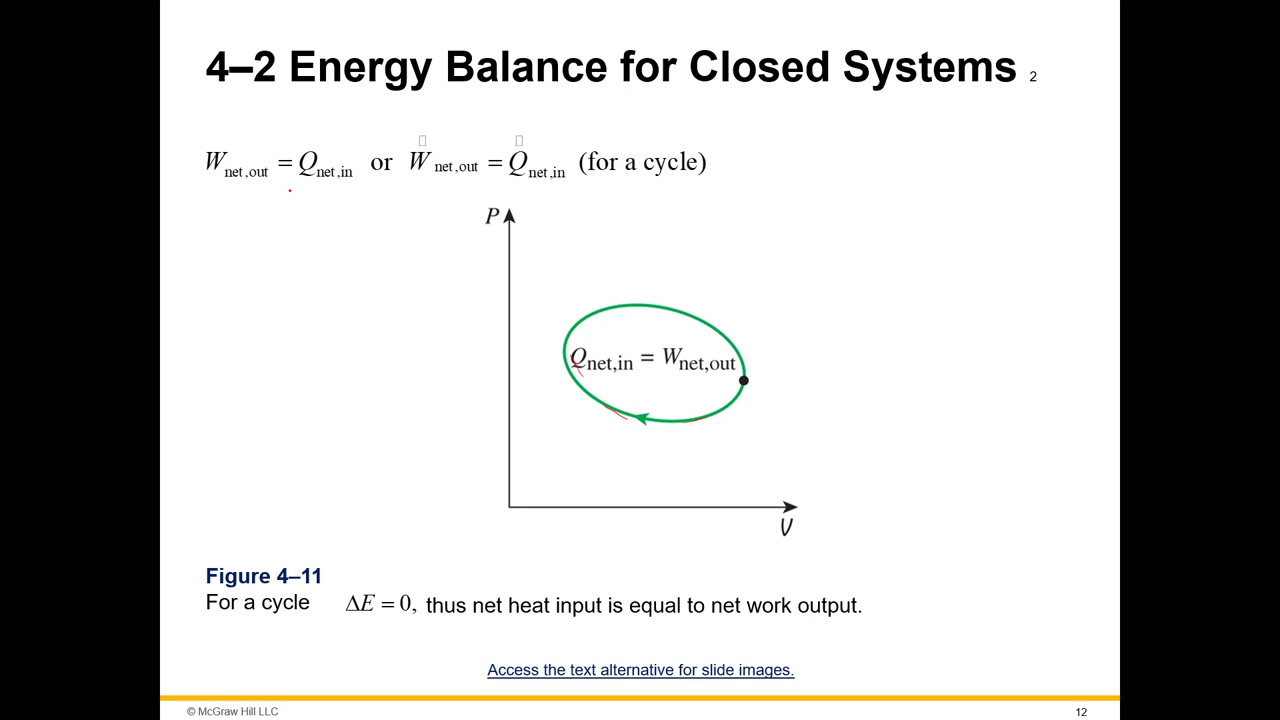 4–2 Energy Balance for Closed Systems 2
W net,out = Q net,in or Ẇ net,out = Q̇ net,in (for a cycle)
P
Qnet,in = Wnet,out
V
Figure 4–11
For a cycle ΔE = 0, thus net heat input is equal to net work output.
Access the text alternative for slide images.
© McGraw Hill LLC 12